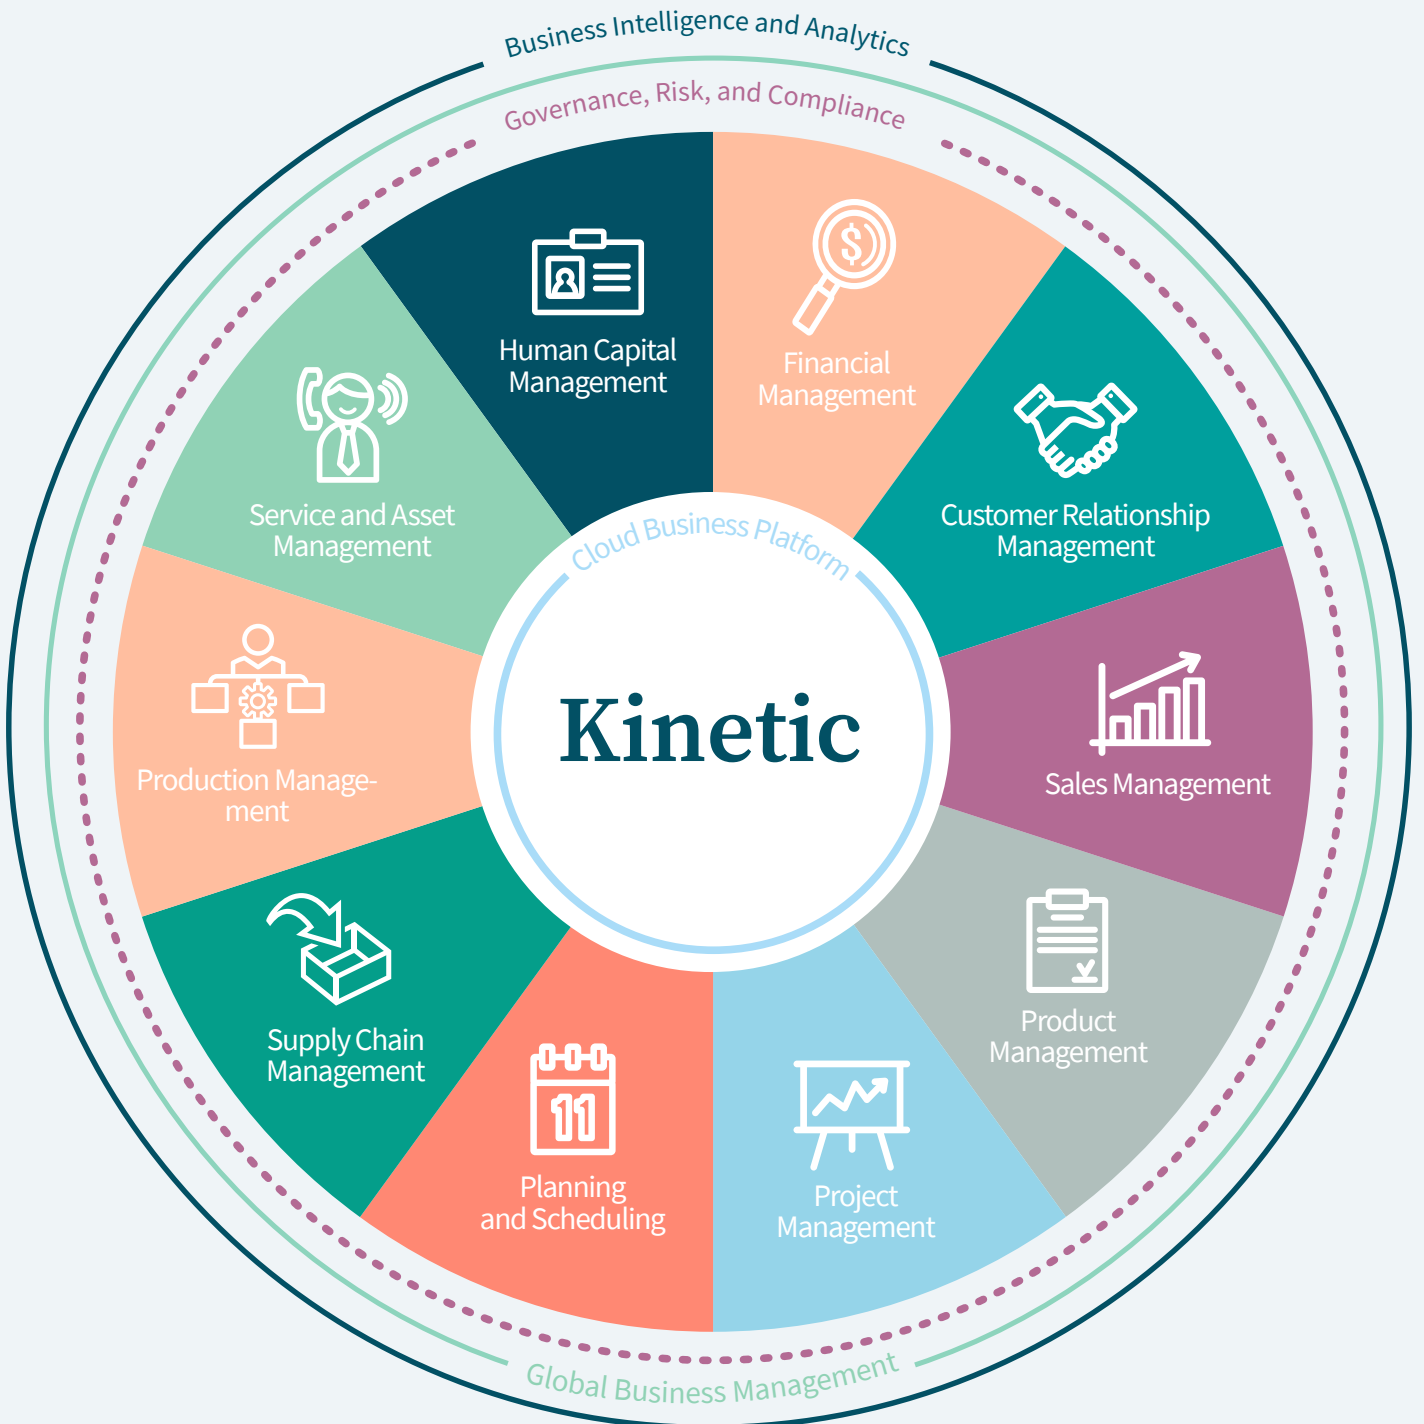 Business Intelligence and Analytics
Governance, Risk, and Compliance
Human Capital
Management
$
Financial
Management
Customer Relationship
Management
Sales Management
Product
Management
Project
Management
11
Planning
and Scheduling
Supply Chain
Management
Production Manage-
ment
Service and Asset
Management
Cloud Business Platform
Kinetic
Global Business Management